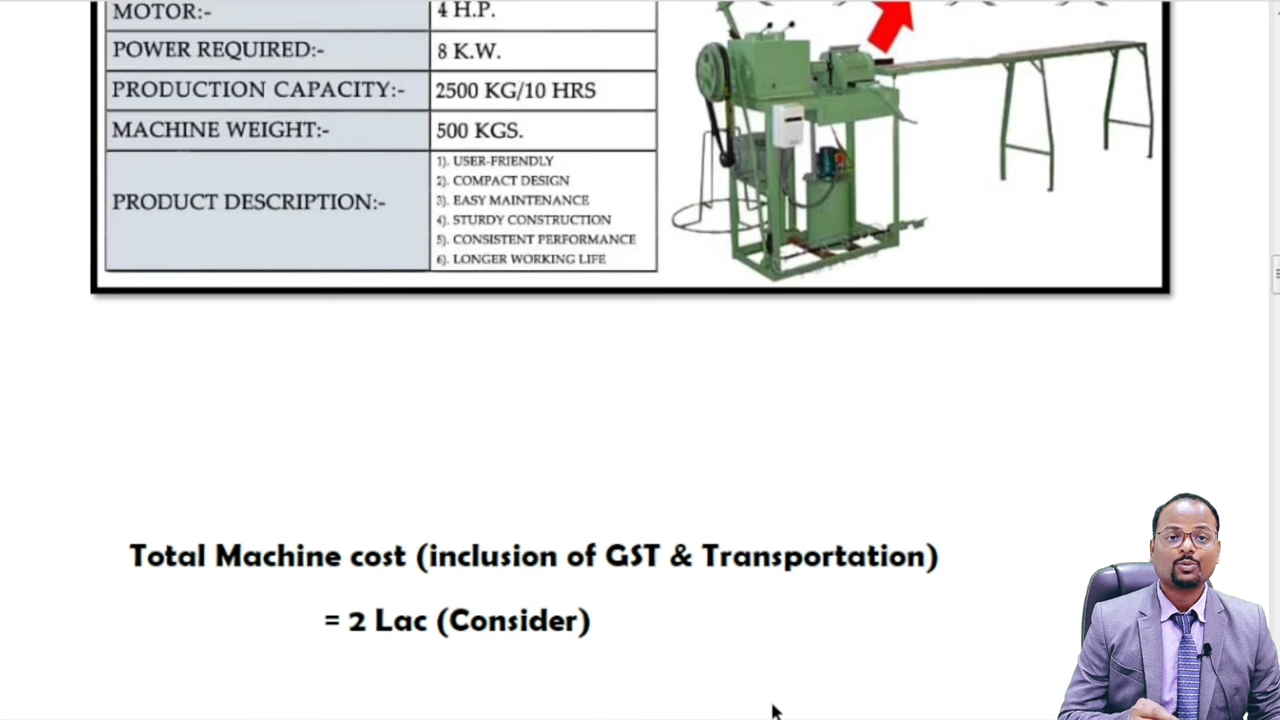 MOTOR:- 4 H.P.
POWER REQUIRED:- 8 K.W.
PRODUCTION CAPACITY:- 2500 KG/10 HRS
MACHINE WEIGHT:- 500 KGS.
PRODUCT DESCRIPTION:-
1). USER-FRIENDLY
2). COMPACT DESIGN
3). EASY MAINTENANCE
4). STURDY CONSTRUCTION
5). CONSISTENT PERFORMANCE
6). LONGER WORKING LIFE
Total Machine cost (inclusion of GST & Transportation)
= 2 Lac (Consider)